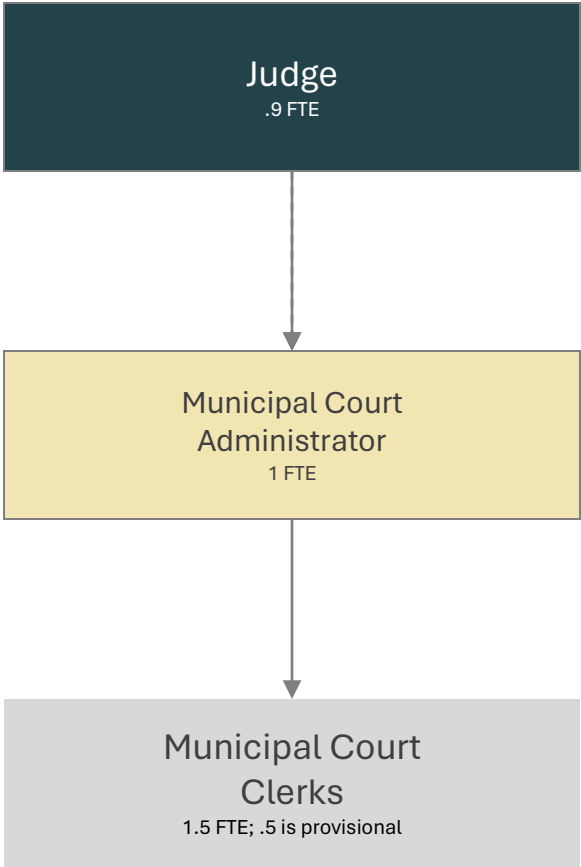 Judge
.9 FTE
Municipal Court
Administrator
1 FTE
Municipal Court
Clerks
1.5 FTE; .5 is provisional